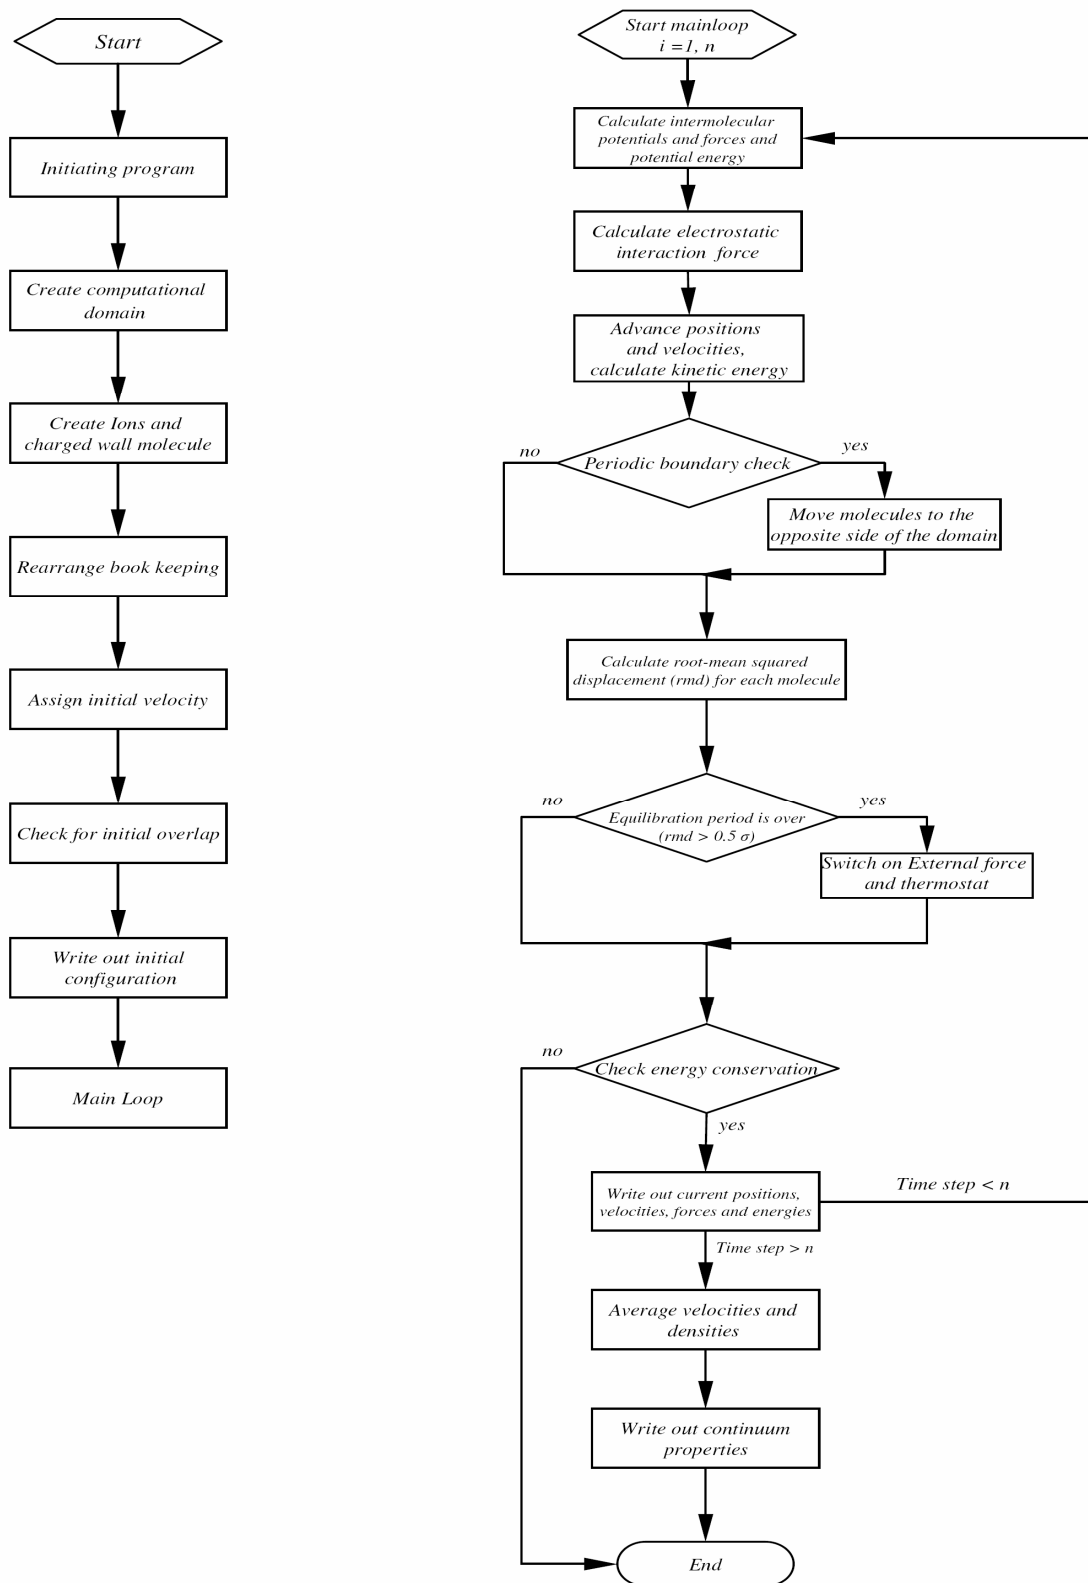 Start
Initiating program
Create computational
domain
Create Ions and
charged wall molecule
Rearrange book keeping
Assign initial velocity
Check for initial overlap
Write out initial
configuration
Main Loop
Start mainloop
i =1, n
Calculate intermolecular
potentials and forces and
potential energy
Calculate electrostatic
interaction force
Advance positions
and velocities,
calculate kinetic energy
no
Periodic boundary check
yes
Move molecules to the
opposite side of the domain
Calculate root-mean squared
displacement (rmd) for each molecule
no
Equilibration period is over
(rmd > 0.5 σ)
yes
Switch on External force
and thermostat
no
Check energy conservation
yes
Write out current positions,
velocities, forces and energies
Time step < n
Time step > n
Average velocities and
densities
Write out continuum
properties
End